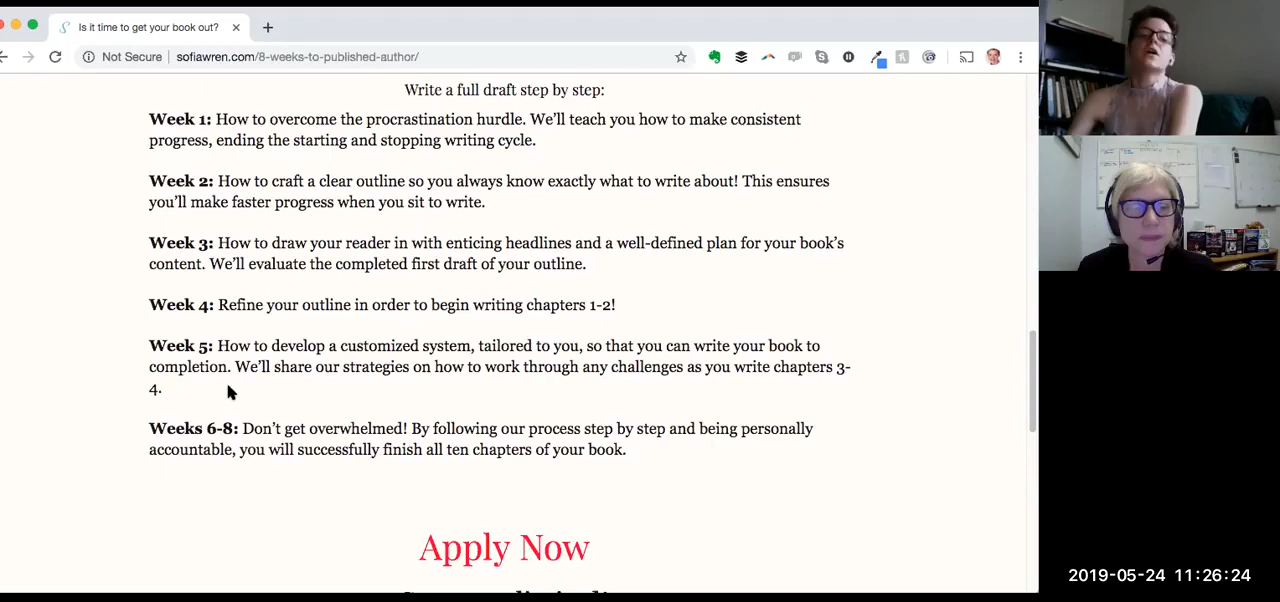 Is it time to get your book out?
Not Secure | sofiawren.com/8-weeks-to-published-author/
Write a full draft step by step:
Week 1: How to overcome the procrastination hurdle. We'll teach you how to make consistent
progress, ending the starting and stopping writing cycle.
Week 2: How to craft a clear outline so you always know exactly what to write about! This ensures
you'll make faster progress when you sit to write.
Week 3: How to draw your reader in with enticing headlines and a well-defined plan for your book's
content. We'll evaluate the completed first draft of your outline.
Week 4: Refine your outline in order to begin writing chapters 1-2!
Week 5: How to develop a customized system, tailored to you, so that you can write your book to
completion. We'll share our strategies on how to work through any challenges as you write chapters 3-
4.
Weeks 6-8: Don't get overwhelmed! By following our process step by step and being personally
accountable, you will successfully finish all ten chapters of your book.
Apply Now
2019-05-24 11:26:24